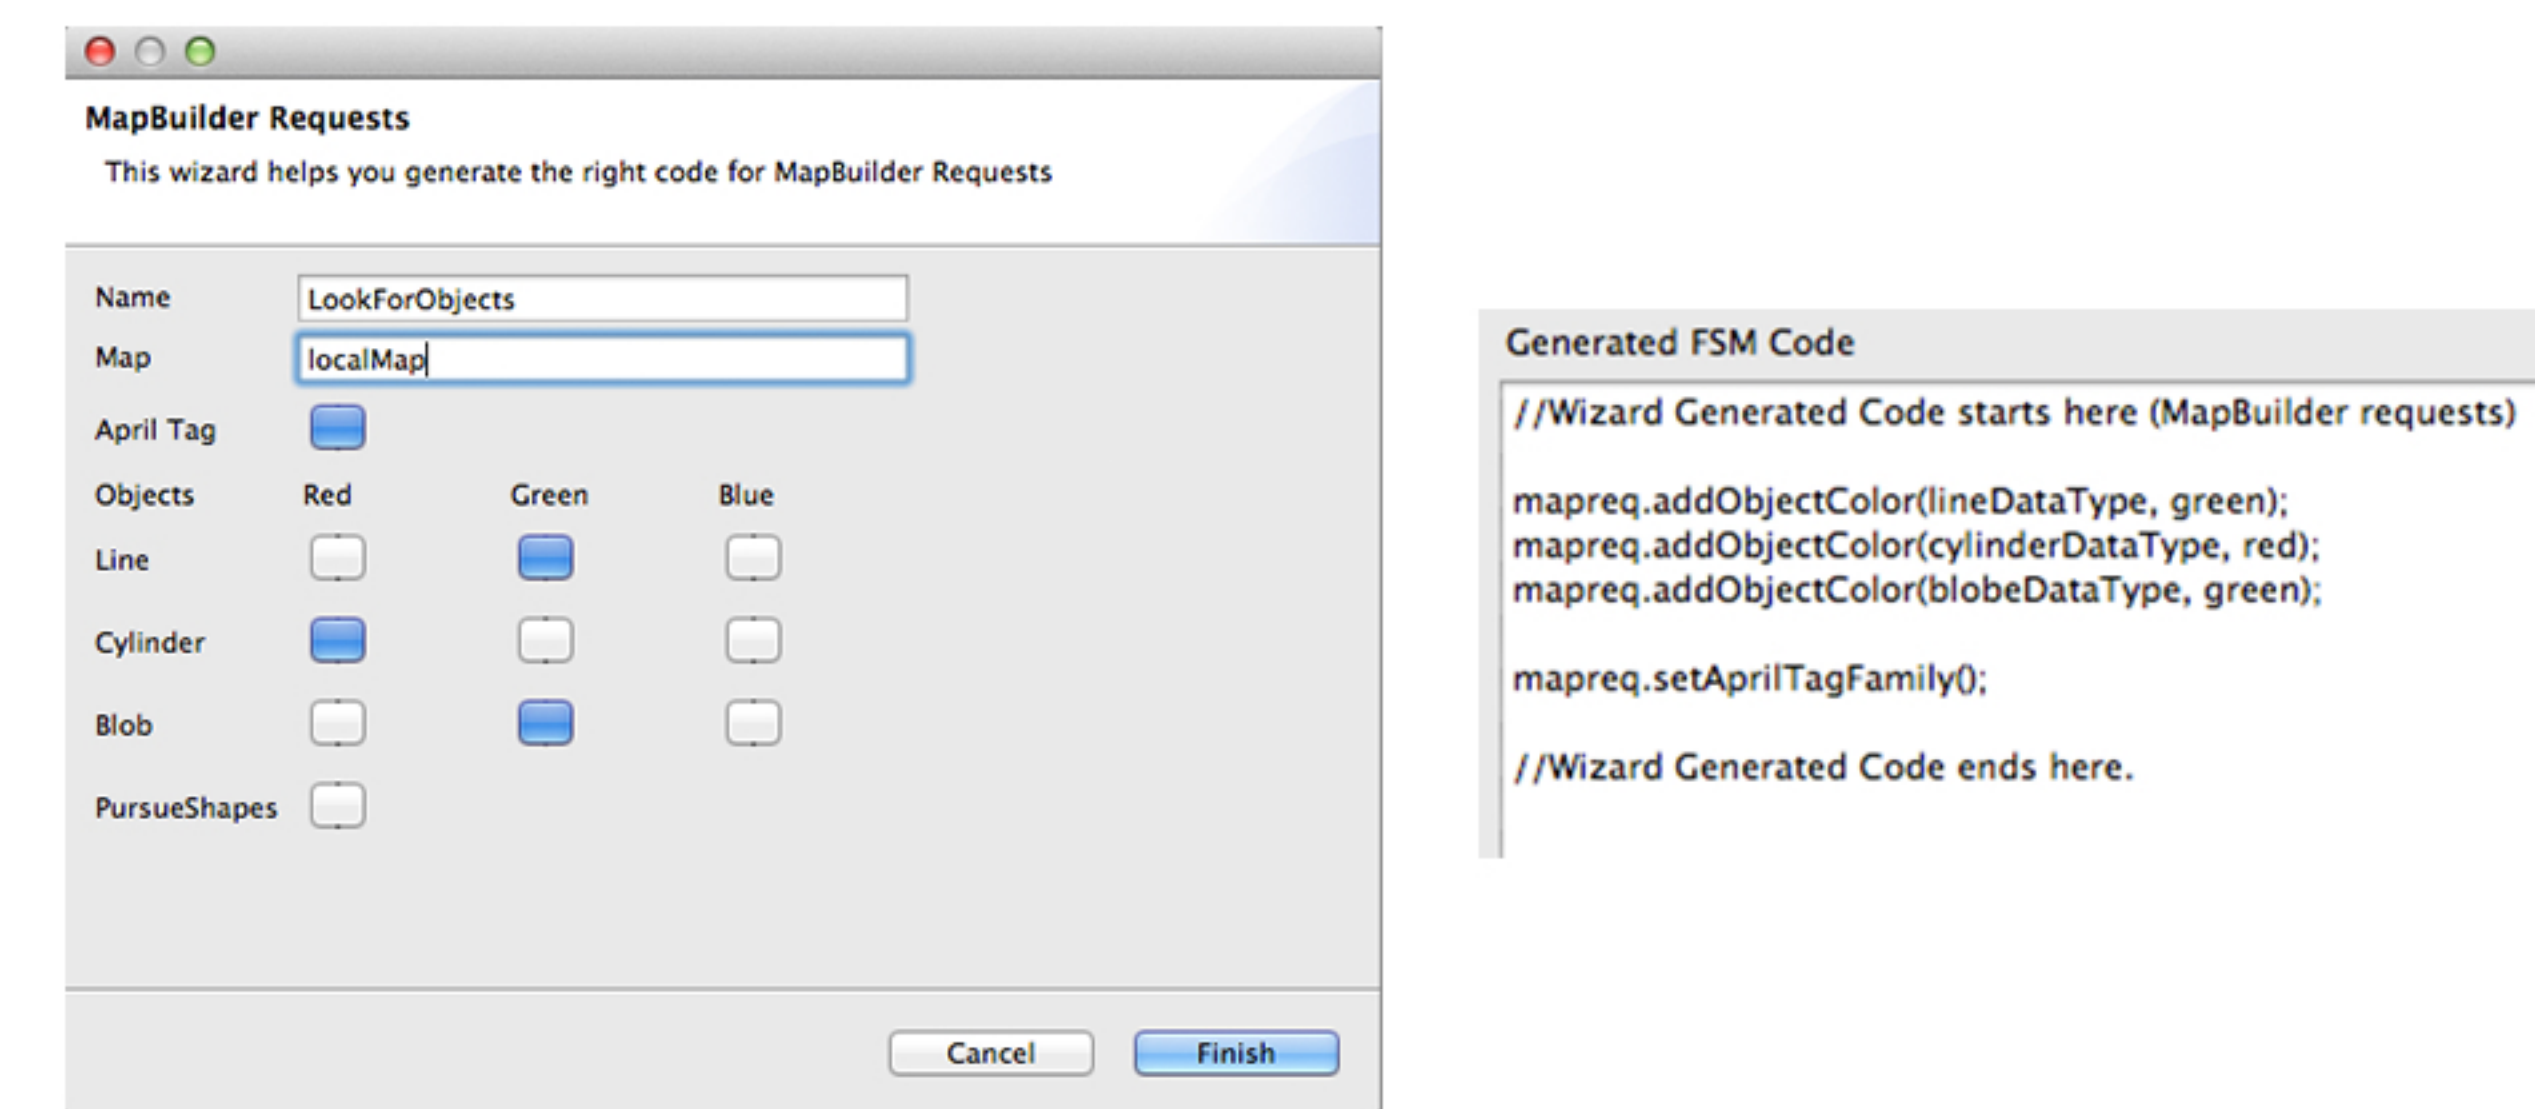 MapBuilder Requests
This wizard helps you generate the right code for MapBuilder Requests
Name LookForObjects
Map localMap
April Tag
Objects Red Green Blue
Line
Cylinder
Blob
PursueShapes
Cancel Finish
Generated FSM Code
//Wizard Generated Code starts here (MapBuilder requests)
mapreq.addObjectColor(lineDataType, green);
mapreq.addObjectColor(cylinderDataType, red);
mapreq.addObjectColor(blobeDataType, green);
mapreq.setAprilTagFamily();
//Wizard Generated Code ends here.